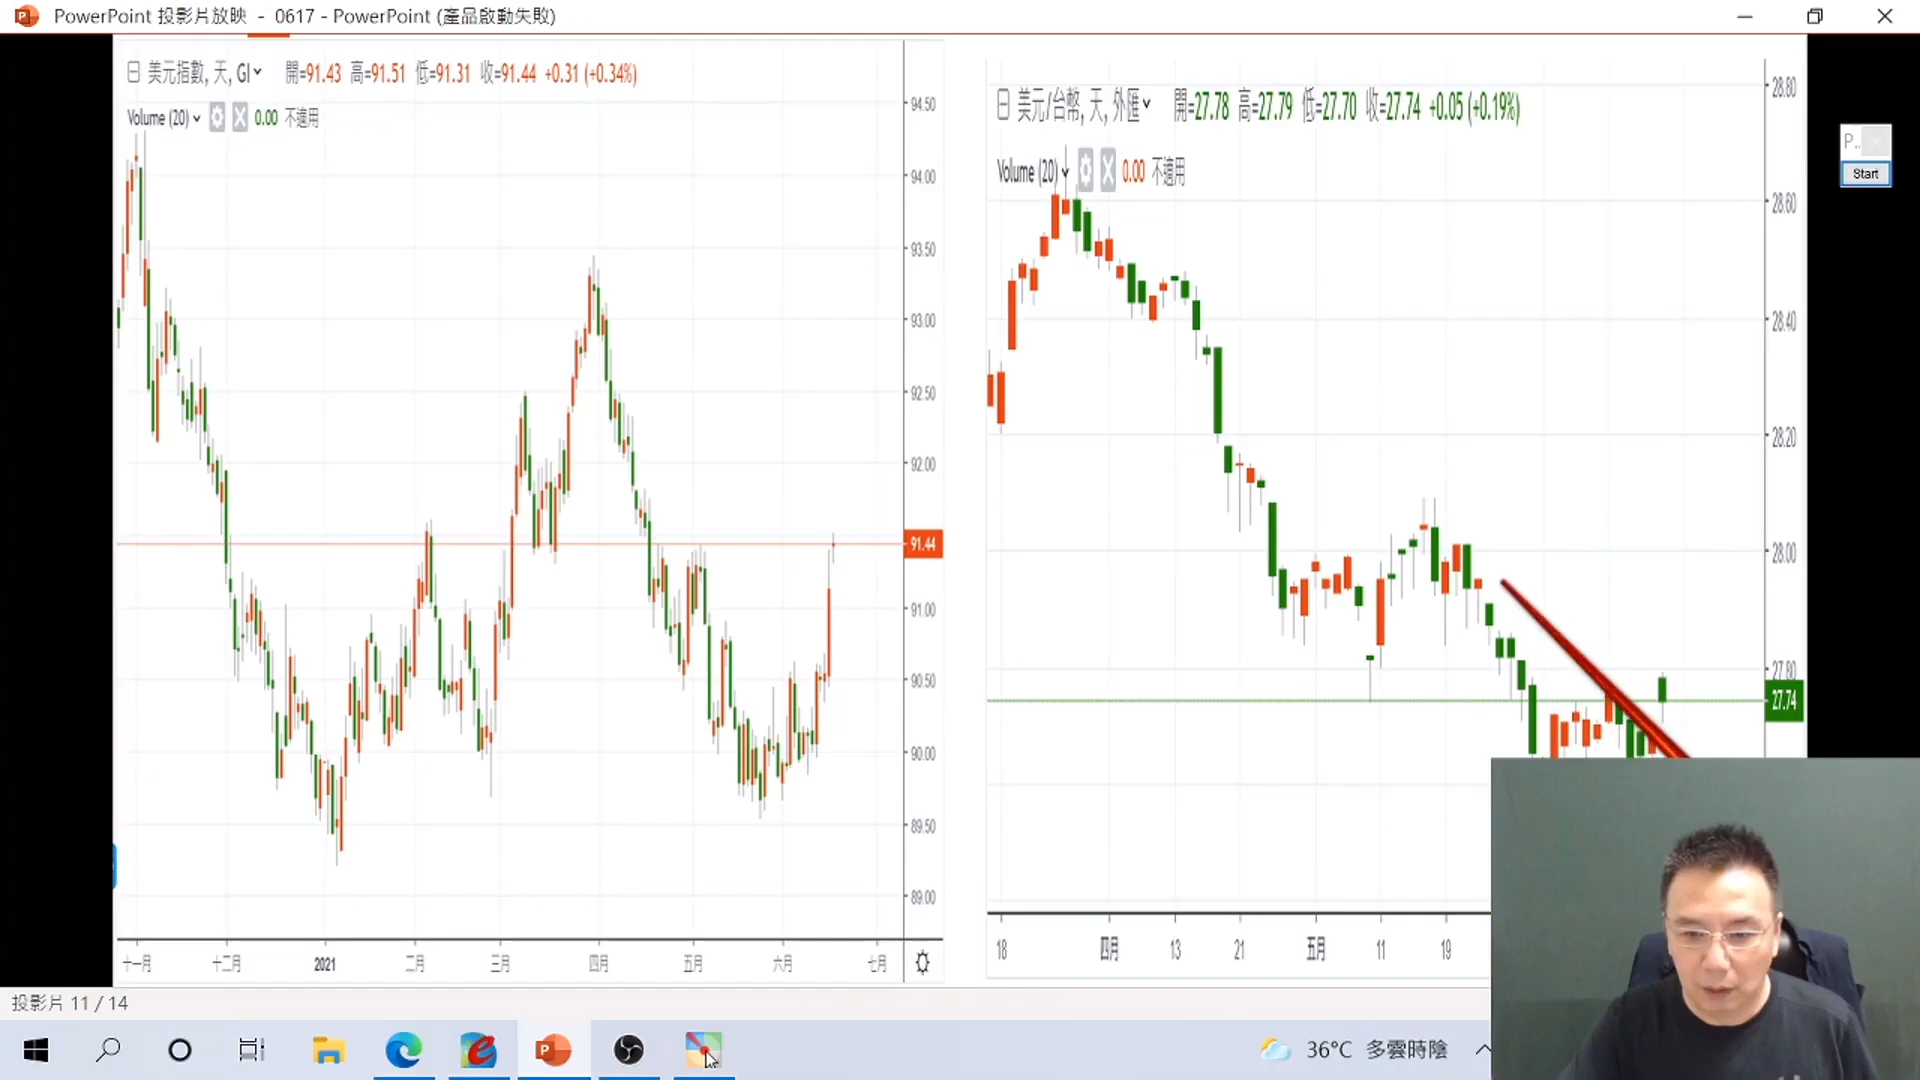 PowerPoint 投影片放映 - 0617 - PowerPoint (產品啟動失敗)
美元指數, 天, GI 開=91.43 高=91.51 低=91.31 收=91.44 +0.31 (+0.34%)
Volume (20) 0.00 不適用
94.50
94.00
93.50
93.00
92.50
92.00
91.44
91.00
90.50
90.00
89.50
89.00
十一月 十二月 2021 二月 三月 四月 五月 六月 七月
美元/台幣, 天, 外匯 開=27.78 高=27.79 低=27.70 收=27.74 +0.05 (+0.19%)
Volume (20) 0.00 不適用
28.80
28.60
28.40
28.20
28.00
27.80
27.74
18 四月 13 21 五月 11 19
P..
Start
投影片 11 / 14
36°C 多雲時陰